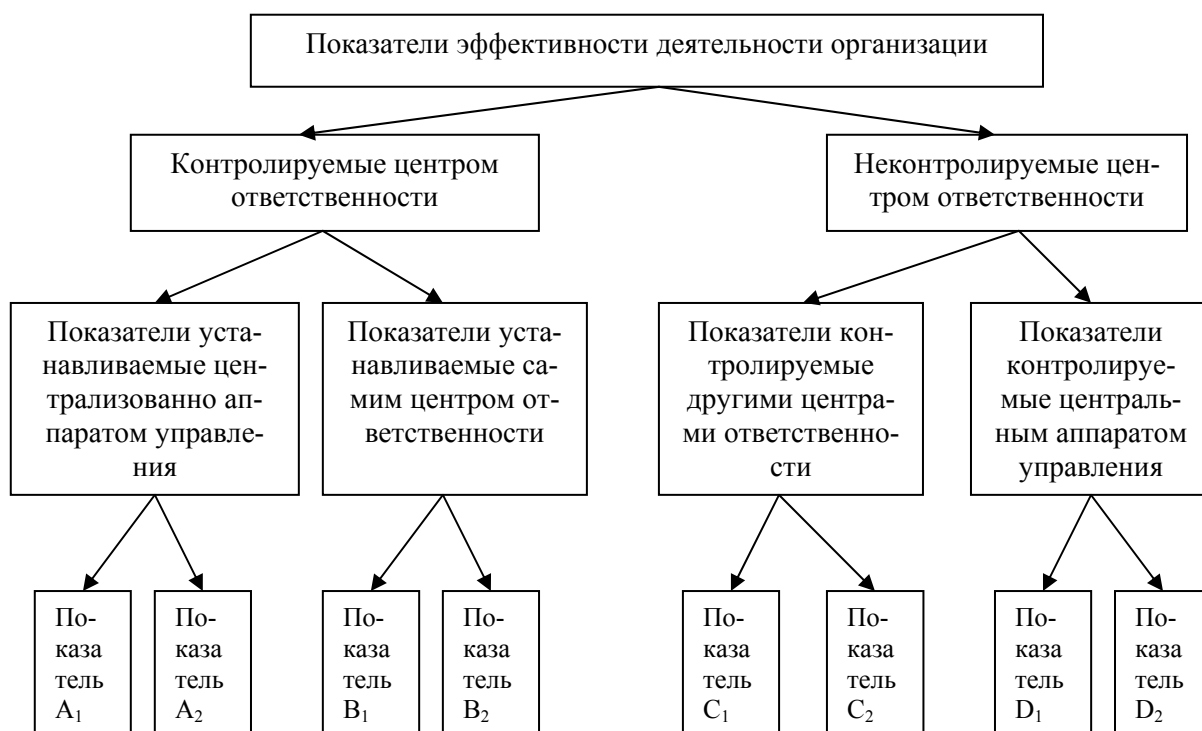 Показатели эффективности деятельности организации
Контролируемые центром
ответственности
Неконтролируемые цен-
тром ответственности
Показатели уста-
навливаемые цен-
трализованно ап-
паратом управле-
ния
Показатели уста-
навливаемые са-
мим центром от-
ветственности
Показатели кон-
тролируемые
другими центра-
ми ответственно-
сти
Показатели
контролируе-
мые централь-
ным аппаратом
управления
По-
каза
тель
A₁
По-
каза
тель
A₂
По-
каза
тель
B₁
По-
каза
тель
B₂
По-
каза
тель
C₁
По-
каза
тель
C₂
По-
каза
тель
D₁
По-
каза
тель
D₂